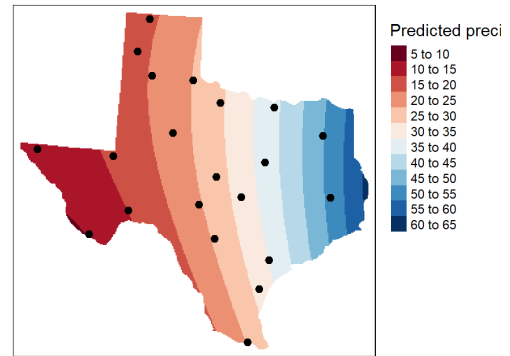 Predicted preci
5 to 10
10 to 15
15 to 20
20 to 25
25 to 30
30 to 35
35 to 40
40 to 45
45 to 50
50 to 55
55 to 60
60 to 65